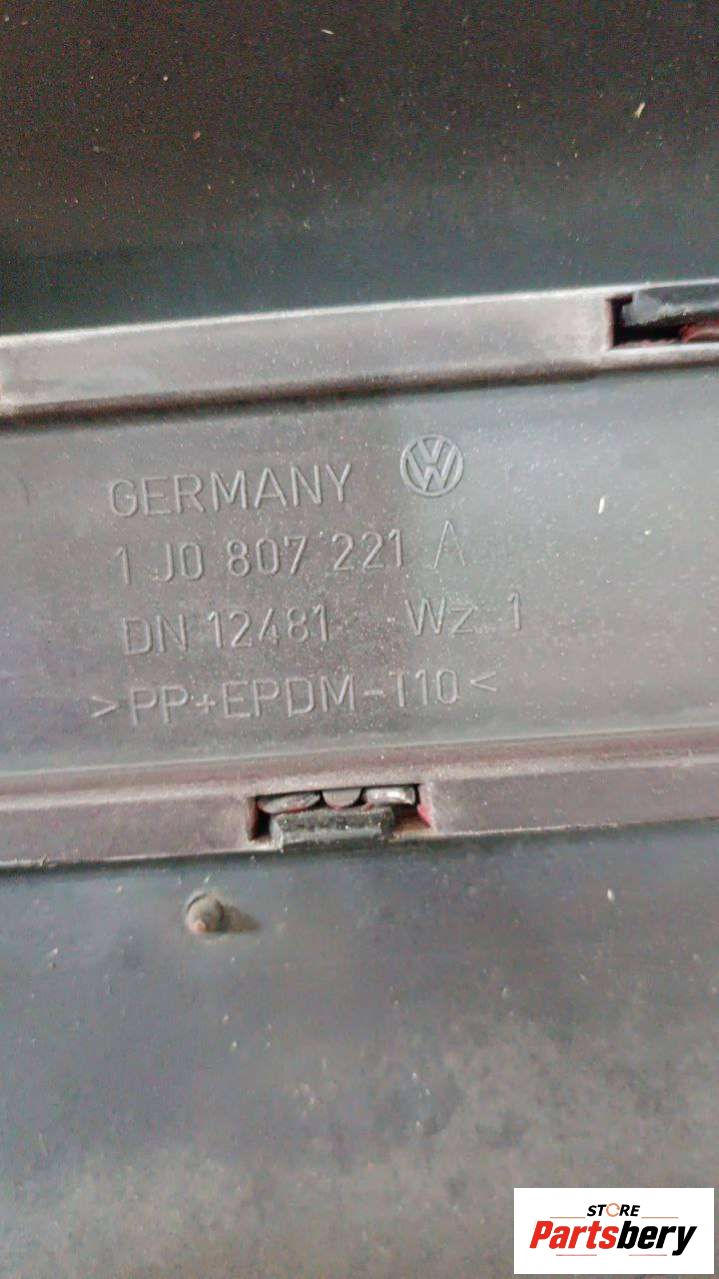 GERMANY
1 J0 807 221 A
DN 12481 Wz 1
>PP+EPDM-T10<
STORE
Partsbery